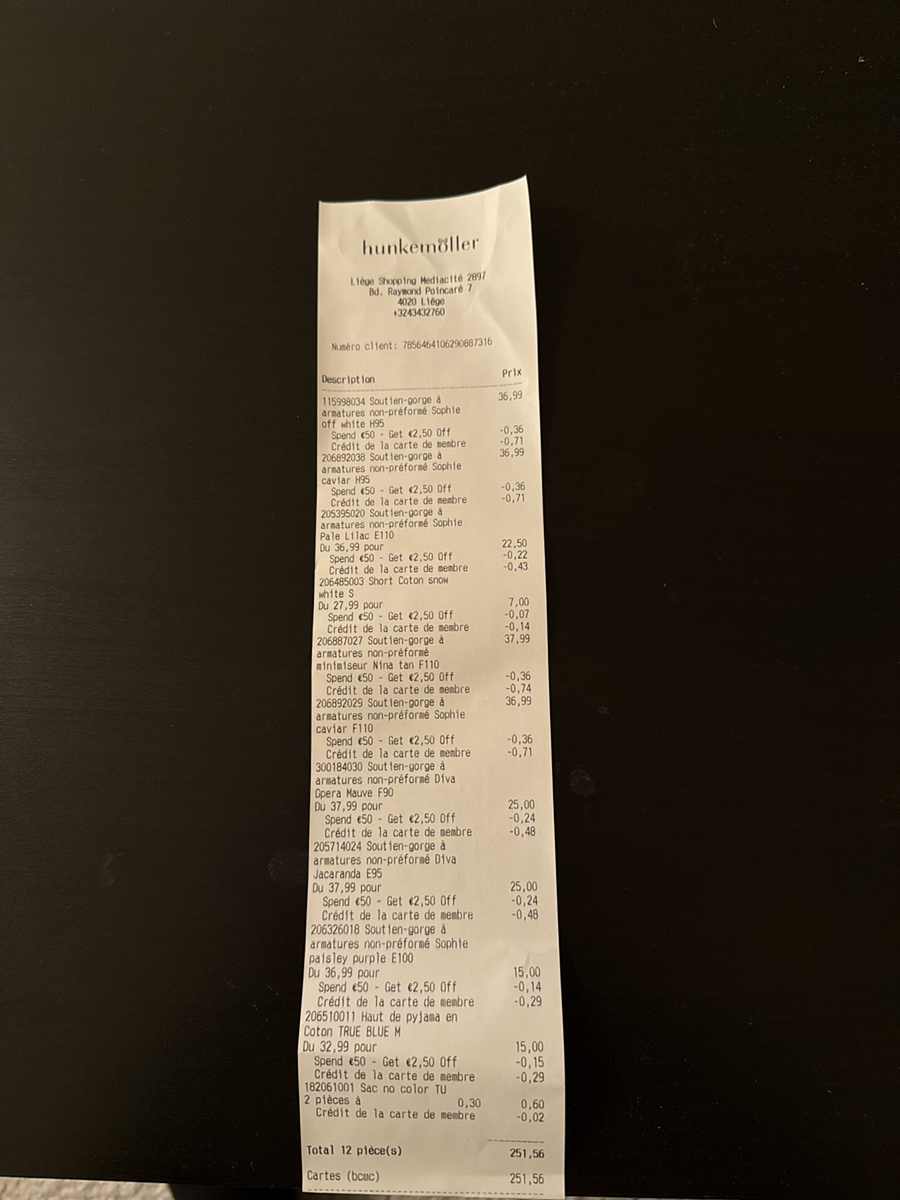 hunkemöller
Liège Shopping Mediacité 2897
Bd. Raymond Poincaré 7
4020 Liège
+3243432760
Numéro client: 7856464106290887316
Description Prix
115998034 Soutien-gorge à 36,99
armatures non-préformé Sophie
off white H95
Spend €50 - Get €2,50 Off -0,36
Crédit de la carte de membre -0,71
206892038 Soutien-gorge à 36,99
armatures non-préformé Sophie
caviar H95
Spend €50 - Get €2,50 Off -0,36
Crédit de la carte de membre -0,71
205395020 Soutien-gorge à
armatures non-préformé Sophie
Pale Lilac E110
Du 36,99 pour 22,50
Spend €50 - Get €2,50 Off -0,22
Crédit de la carte de membre -0,43
206485003 Short Coton snow
white S
Du 27,99 pour 7,00
Spend €50 - Get €2,50 Off -0,07
Crédit de la carte de membre -0,14
206887027 Soutien-gorge à 37,99
armatures non-préformé
minimiseur Nina tan F110
Spend €50 - Get €2,50 Off -0,36
Crédit de la carte de membre -0,74
206892029 Soutien-gorge à 36,99
armatures non-préformé Sophie
caviar F110
Spend €50 - Get €2,50 Off -0,36
Crédit de la carte de membre -0,71
300184030 Soutien-gorge à
armatures non-préformé Diva
Opera Mauve F90
Du 37,99 pour 25,00
Spend €50 - Get €2,50 Off -0,24
Crédit de la carte de membre -0,48
205714024 Soutien-gorge à
armatures non-préformé Diva
Jacaranda E95
Du 37,99 pour 25,00
Spend €50 - Get €2,50 Off -0,24
Crédit de la carte de membre -0,48
206326018 Soutien-gorge à
armatures non-préformé Sophie
paisley purple E100
Du 36,99 pour 15,00
Spend €50 - Get €2,50 Off -0,14
Crédit de la carte de membre -0,29
206510011 Haut de pyjama en
Coton TRUE BLUE M
Du 32,99 pour 15,00
Spend €50 - Get €2,50 Off -0,15
Crédit de la carte de membre -0,29
182061001 Sac no color TU
2 pièces à 0,30 0,60
Crédit de la carte de membre -0,02
Total 12 pièce(s) 251,56
Cartes (bcmc) 251,56